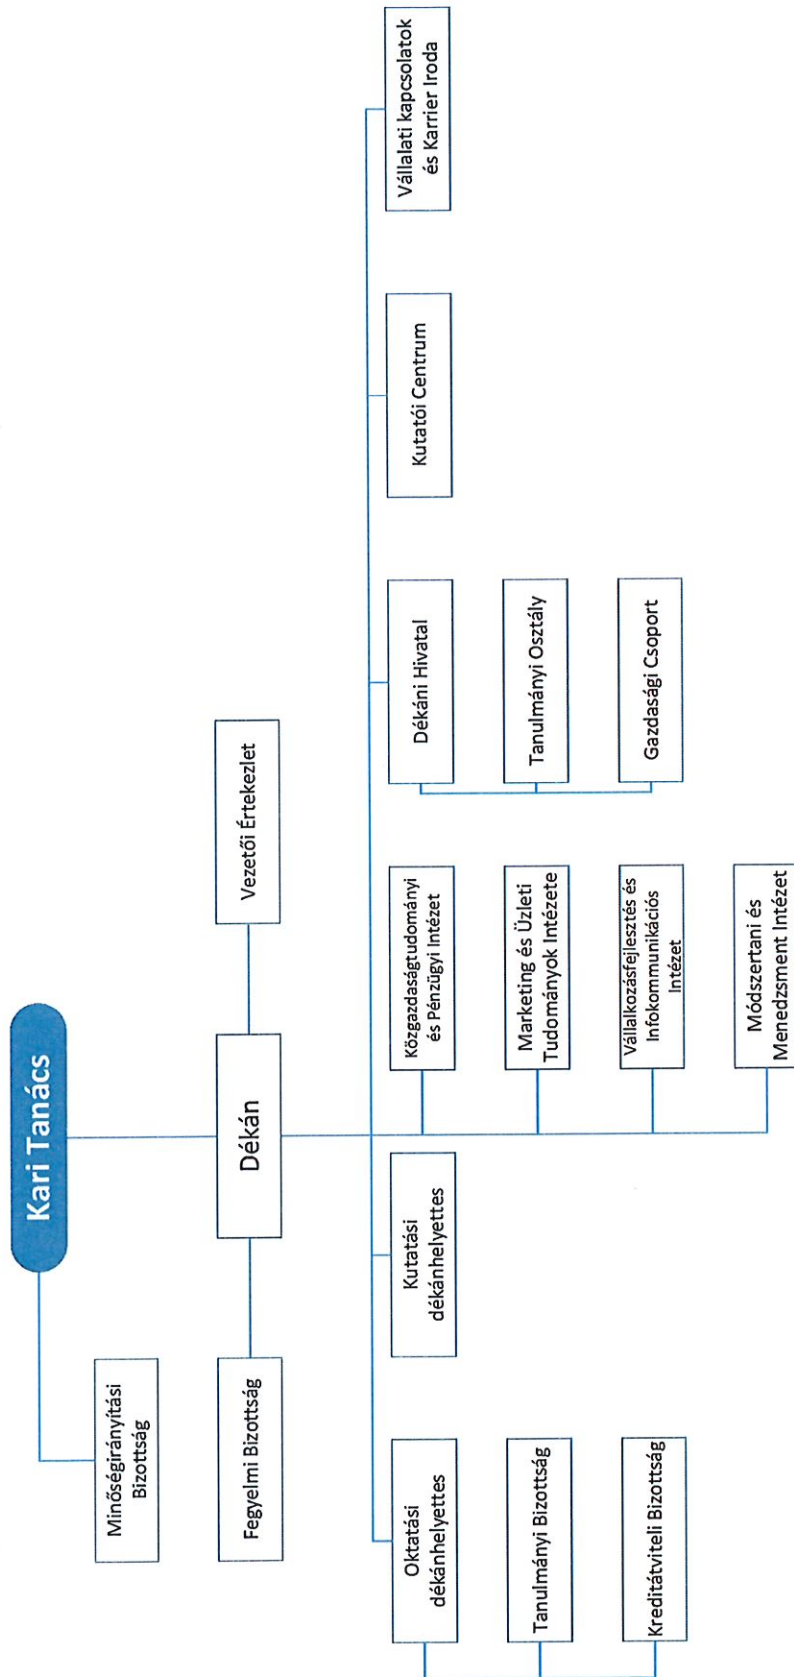 Kari Tanács
Minőségirányítási
Bizottság
Fegyelmi Bizottság
Dékán
Vezetői Értekezlet
Oktatási
dékánhelyettes
Tanulmányi Bizottság
Kreditátviteli Bizottság
Kutatási
dékánhelyettes
Közgazdaságtudományi
és Pénzügyi Intézet
Marketing és Üzleti
Tudományok Intézete
Vállalkozásfejlesztés és
Infokommunikációs
Intézet
Módszertani és
Menedzsment Intézet
Dékáni Hivatal
Tanulmányi Osztály
Gazdasági Csoport
Kutatói Centrum
Vállalati kapcsolatok
és Karrier Iroda